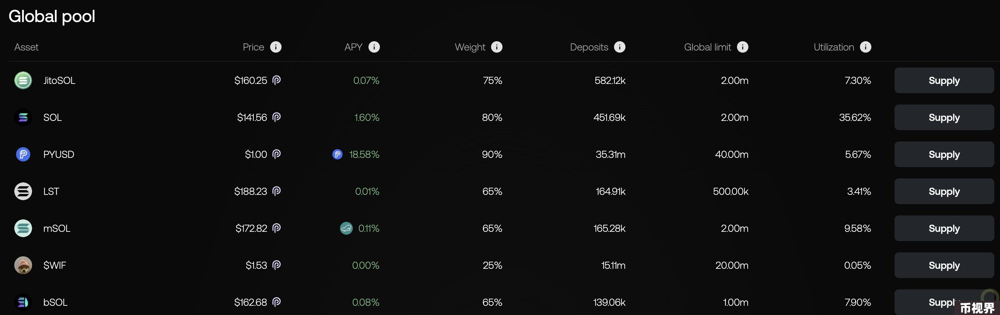 Global pool
Asset Price APY Weight Deposits Global limit Utilization
JitoSOL $160.25 0.07% 75% 582.12k 2.00m 7.30% Supply
SOL $141.56 1.60% 80% 451.69k 2.00m 35.62% Supply
PYUSD $1.00 18.58% 90% 35.31m 40.00m 5.67% Supply
LST $188.23 0.01% 65% 164.91k 500.00k 3.41% Supply
mSOL $172.82 0.11% 65% 165.28k 2.00m 9.58% Supply
$WIF $1.53 0.00% 25% 15.11m 20.00m 0.05% Supply
bSOL $162.68 0.08% 65% 139.06k 1.00m 7.90% Supply
币视界